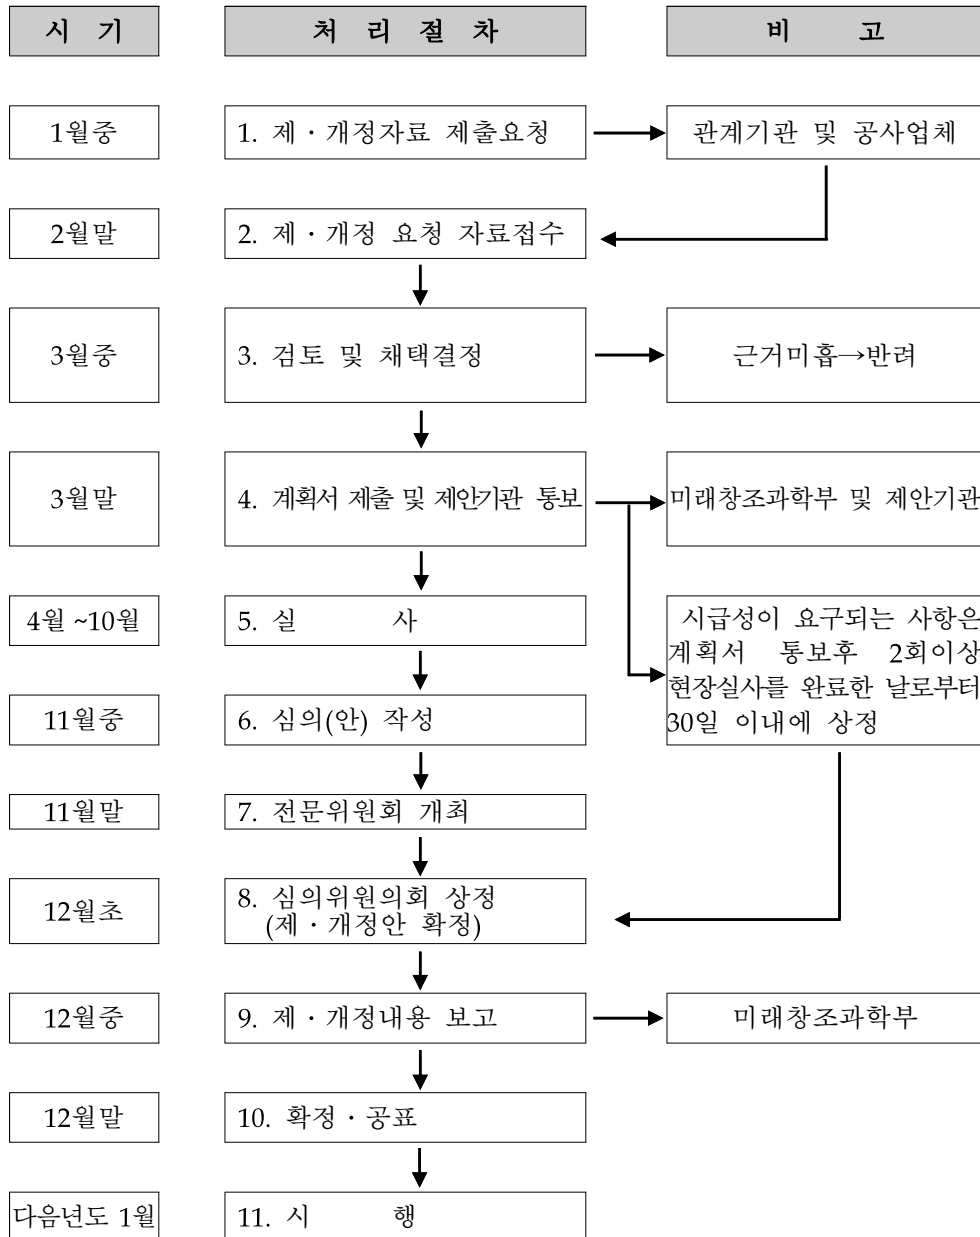 시 기 처 리 절 차 비 고
1월중 1. 제·개정자료 제출요청 관계기관 및 공사업체
2월말 2. 제·개정 요청 자료접수
3월중 3. 검토 및 채택결정 근거미흡→반려
3월말 4. 계획서 제출 및 제안기관 통보 미래창조과학부 및 제안기관
4월 ~10월 5. 실 사
시급성이 요구되는 사항은
계획서 통보후 2회이상
현장실사를 완료한 날로부터
30일 이내에 상정
11월중 6. 심의(안) 작성
11월말 7. 전문위원회 개최
12월초 8. 심의위원의회 상정
(제·개정안 확정)
12월중 9. 제·개정내용 보고 미래창조과학부
12월말 10. 확정·공표
다음년도 1월 11. 시 행